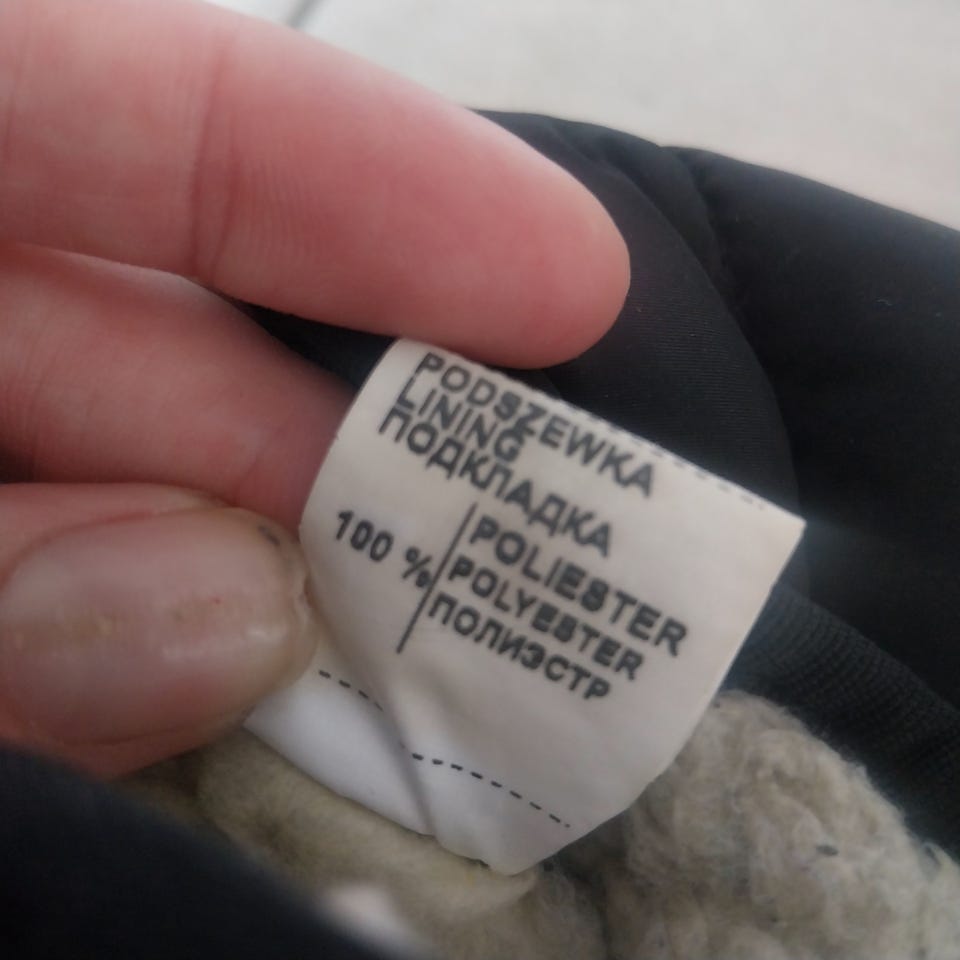 PODSZEWKA
LINING
ПОДКЛАДКА
100 %
POLIESTER
POLYESTER
ПОЛИЭСТР